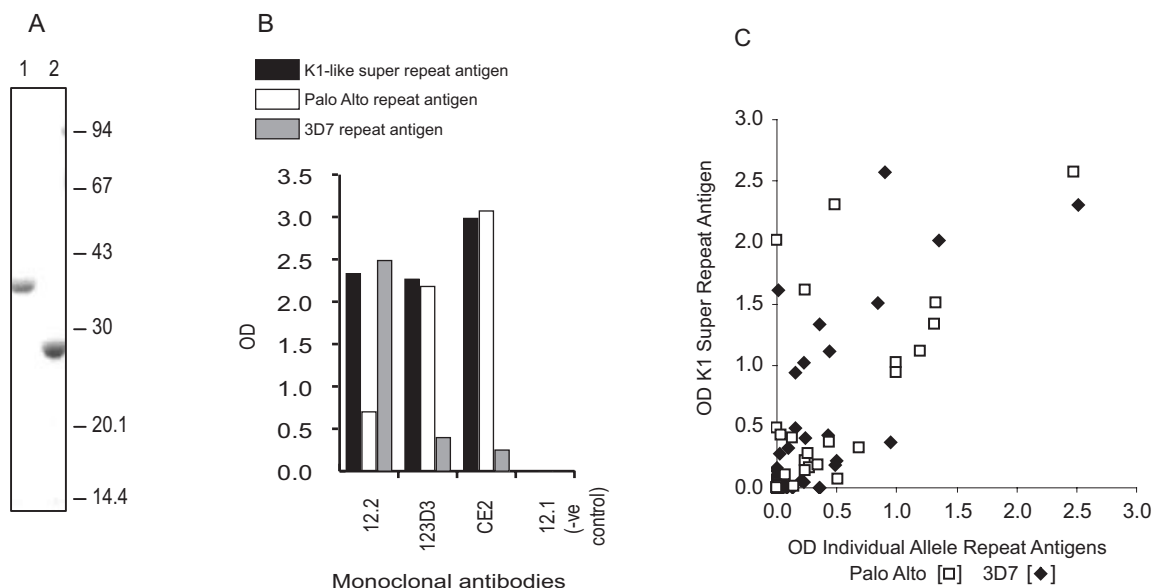 A
1 2
– 94
– 67
– 43
– 30
– 20.1
– 14.4
B
K1-like super repeat antigen
Palo Alto repeat antigen
3D7 repeat antigen
3.5
3.0
2.5
2.0
1.5
1.0
0.5
0.0
OD
12.2
123D3
CE2
12.1
(-ve
control)
Monoclonal antibodies
C
3.0
2.5
2.0
1.5
1.0
0.5
0.0
OD K1 Super Repeat Antigen
0.0 0.5 1.0 1.5 2.0 2.5 3.0
OD Individual Allele Repeat Antigens
Palo Alto [□] 3D7 [◆]